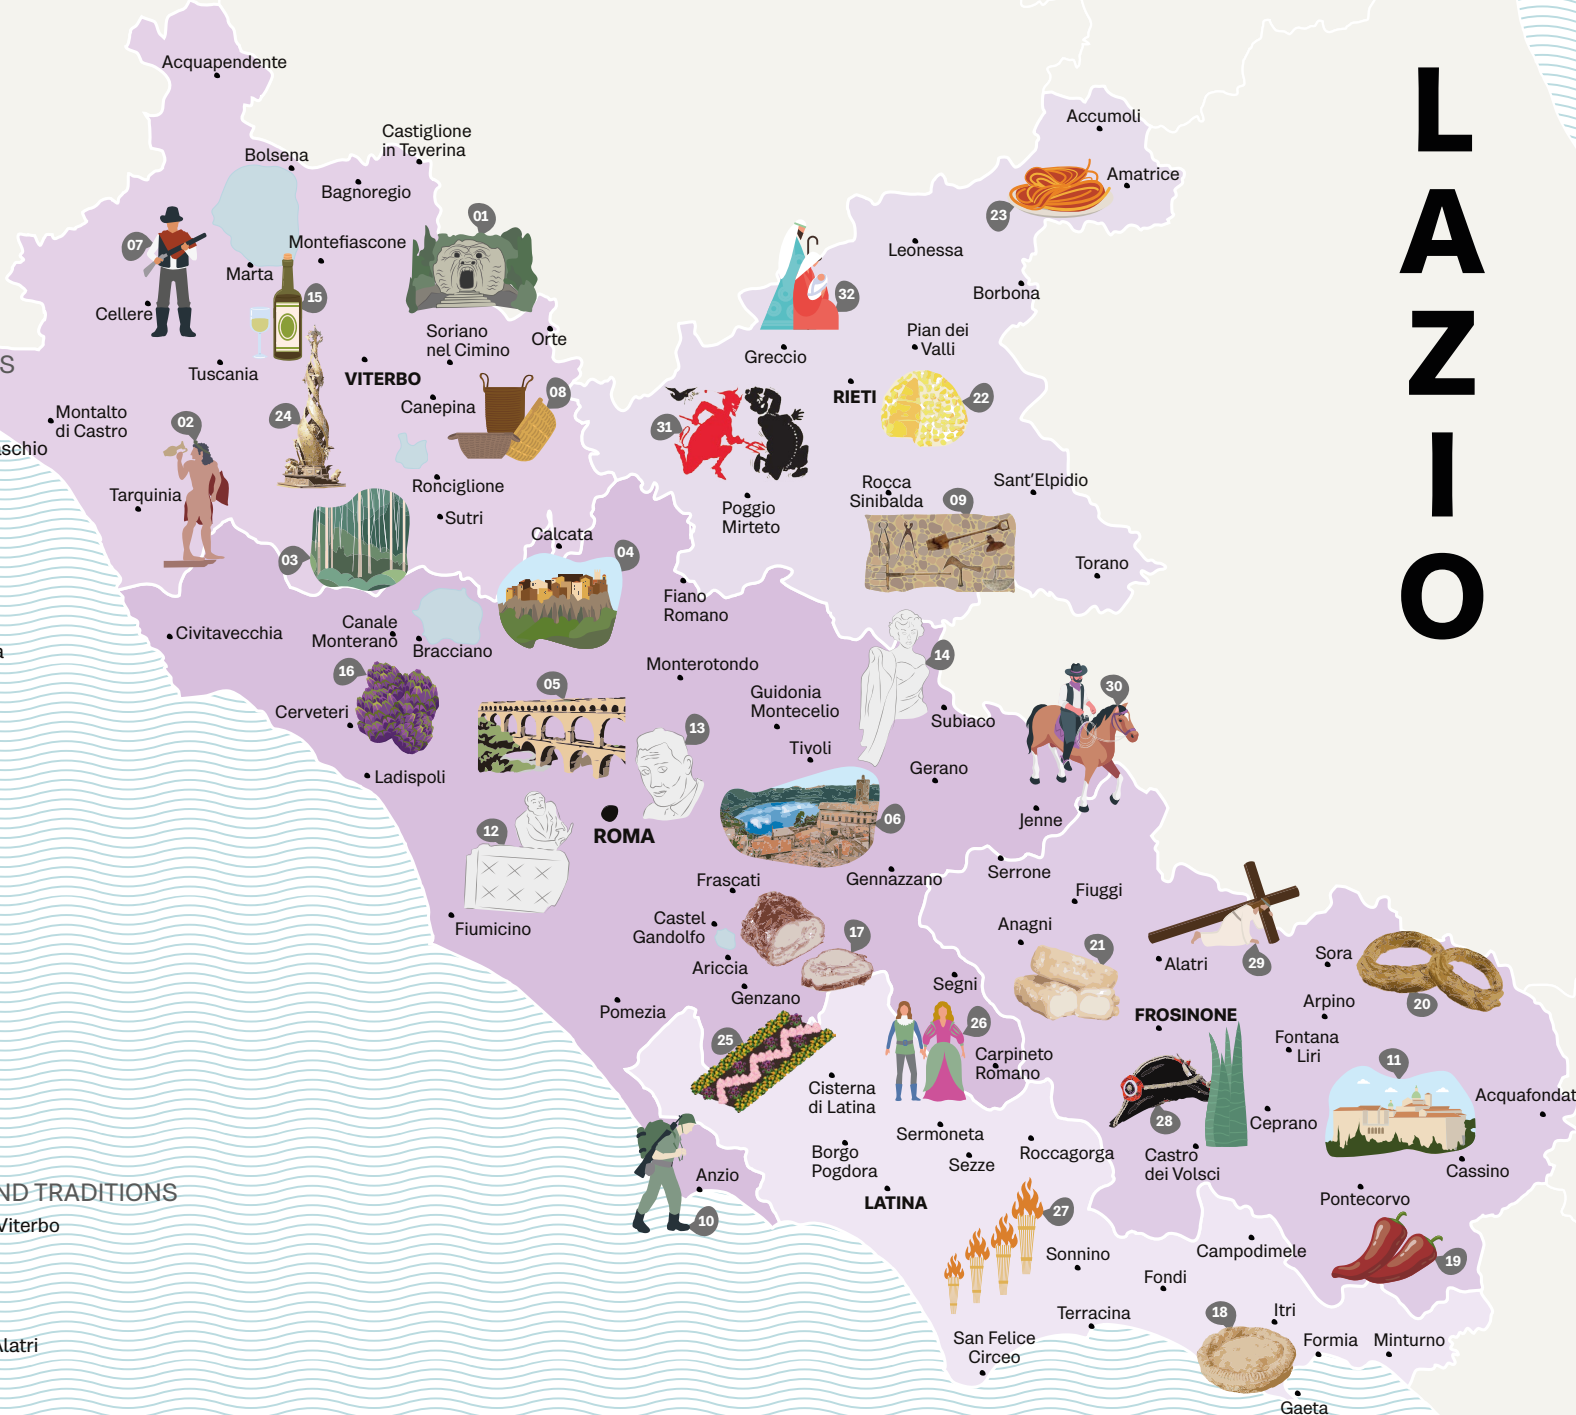 LAZIO
Acquapendente
Castiglione
in Teverina
Bolsena
Bagnoregio
Accumoli
Amatrice
23
01
07
Montefiascone
Marta
15
Cellere
Leonessa
Borbona
32
Soriano
nel Cimino
Orte
Pian dei
Valli
Greccio
S
Tuscania
VITERBO
RIETI
08
22
Canepina
Montalto
di Castro
02
24
31
schio
Tarquinia
Ronciglione
Sutri
Rocca
Sinibalda
09
Sant'Elpidio
Poggio
Mirteto
Calcata
04
03
Torano
Fiano
Romano
Civitavecchia
Canale
Monterano
Bracciano
a
14
16
05
Monterotondo
30
Guidonia
Montecelio
Cerveteri
Subiaco
13
Tivoli
Ladispoli
Gerano
12
ROMA
06
Jenne
Frascati
Gennazzano
Serrone
Fiuggi
Castel
Gandolfo
Fiumicino
17
Anagni
21
Alatri
29
Sora
Ariccia
Segni
20
Genzano
Arpino
Pomezia
FROSINONE
26
25
Fontana
Liri
Carpineto
Romano
11
Cisterna
di Latina
Acquafondat
28
Ceprano
Sermoneta
Borgo
Pogdora
Sezze
Roccagorga
Castro
dei Volsci
Cassino
Anzio
ND TRADITIONS
LATINA
Pontecorvo
10
27
Viterbo
Sonnino
Campodimele
19
Fondi
18
Itri
Terracina
Alatri
San Felice
Circeo
Formia
Minturno
Gaeta